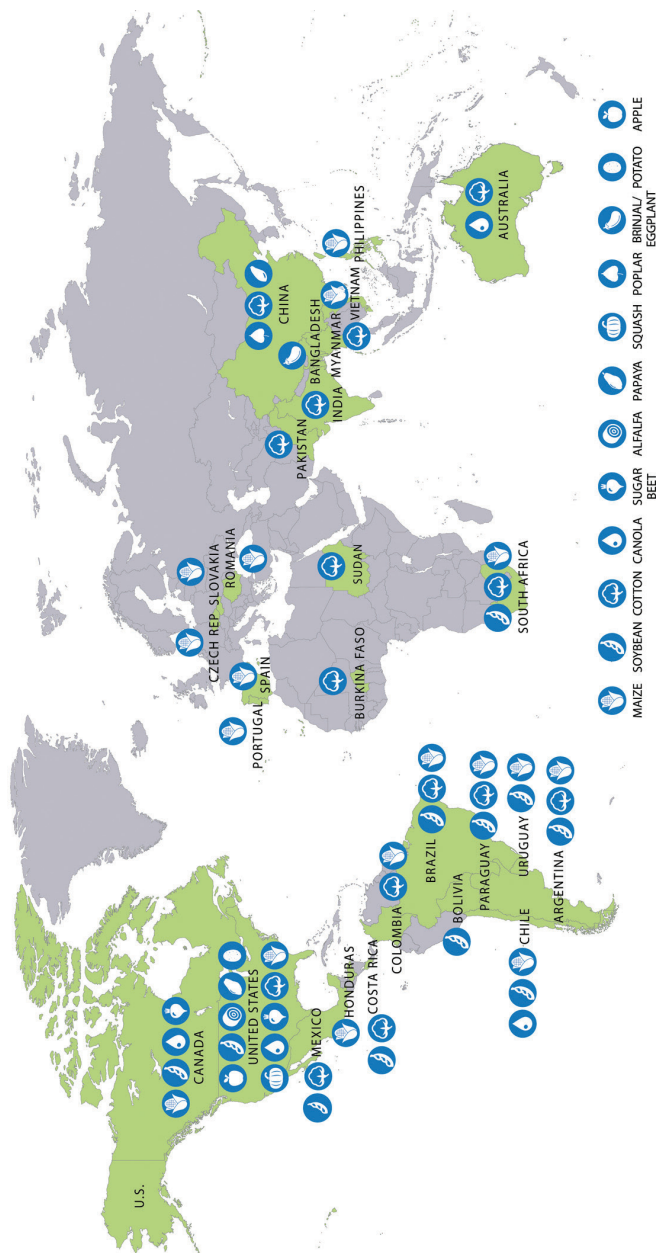 U.S.
CANADA
UNITED STATES
MEXICO
HONDURAS
COSTA RICA
COLOMBIA
BOLIVIA
BRAZIL
PARAGUAY
URUGUAY
CHILE
ARGENTINA
PORTUGAL
SPAIN
CZECH REP.
SLOVAKIA
ROMANIA
BURKINA FASO
SUDAN
SOUTH AFRICA
PAKISTAN
INDIA
BANGLADESH
CHINA
MYANMAR
VIETNAM
PHILIPPINES
AUSTRALIA
MAIZE
SOYBEAN
COTTON
CANOLA
SUGAR
BEET
ALFALFA
PAPAYA
SQUASH
POPLAR
BRINJAL/
EGGPLANT
POTATO
APPLE